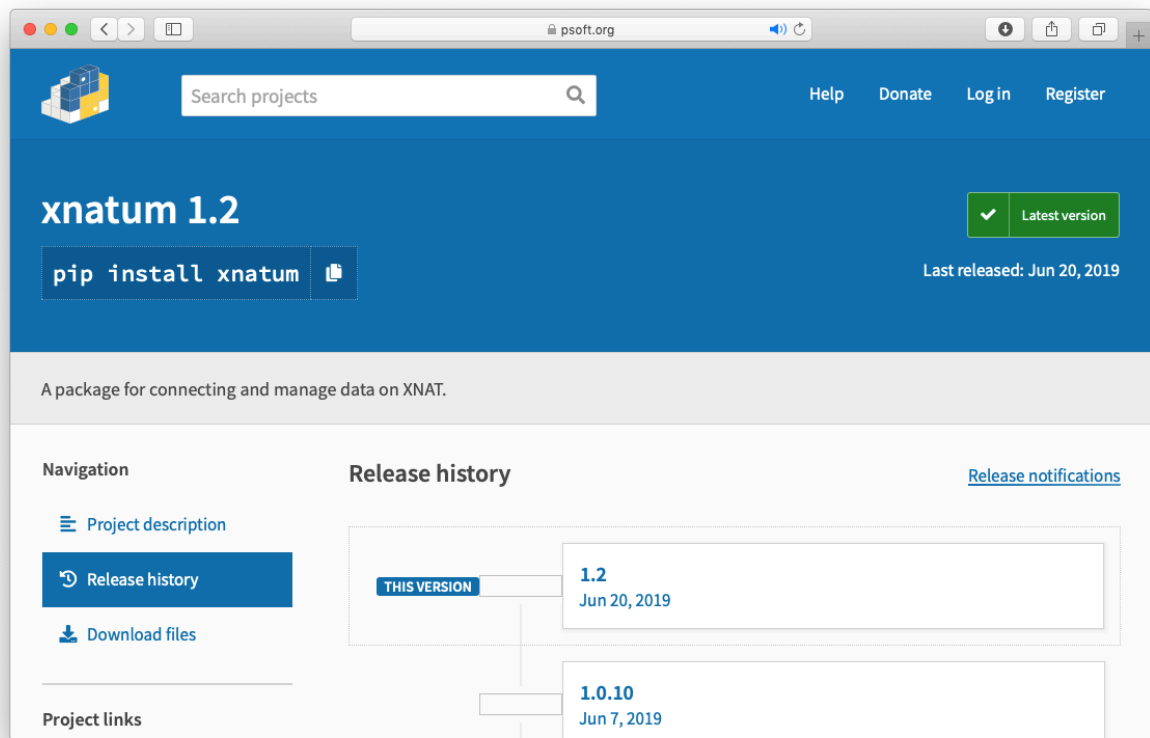 psoft.org
Search projects
Help Donate Log in Register
xnatum 1.2
Latest version
pip install xnatum
Last released: Jun 20, 2019
A package for connecting and manage data on XNAT.
Navigation
Project description
Release history
Download files
Project links
Release history
Release notifications
THIS VERSION
1.2
Jun 20, 2019
1.0.10
Jun 7, 2019